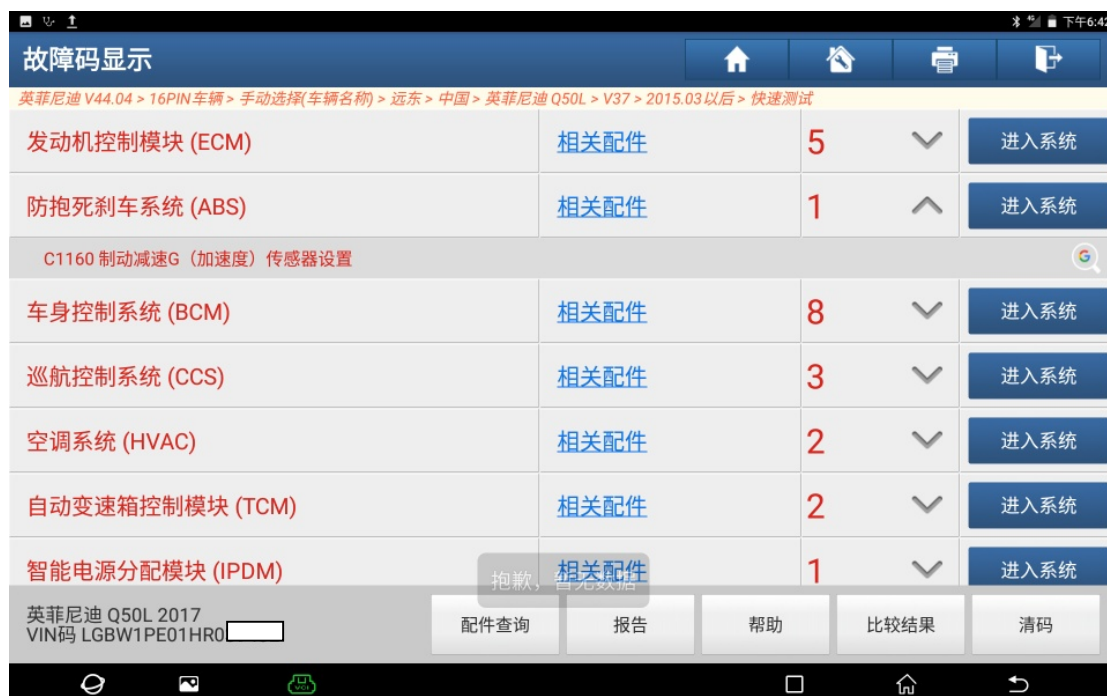 4G 下午6:42
故障码显示
英菲尼迪 V44.04 > 16PIN车辆 > 手动选择(车辆名称) > 远东 > 中国 > 英菲尼迪 Q50L > V37 > 2015.03以后 > 快速测试
发动机控制模块 (ECM) 相关配件 5 进入系统
防抱死刹车系统 (ABS) 相关配件 1 进入系统
C1160 制动减速G（加速度）传感器设置 G
车身控制系统 (BCM) 相关配件 8 进入系统
巡航控制系统 (CCS) 相关配件 3 进入系统
空调系统 (HVAC) 相关配件 2 进入系统
自动变速箱控制模块 (TCM) 相关配件 2 进入系统
智能电源分配模块 (IPDM) 相关配件 1 进入系统
抱歉，暂无数据
英菲尼迪 Q50L 2017
VIN码 LGBW1PE01HR0
配件查询 报告 帮助 比较结果 清码
VCI